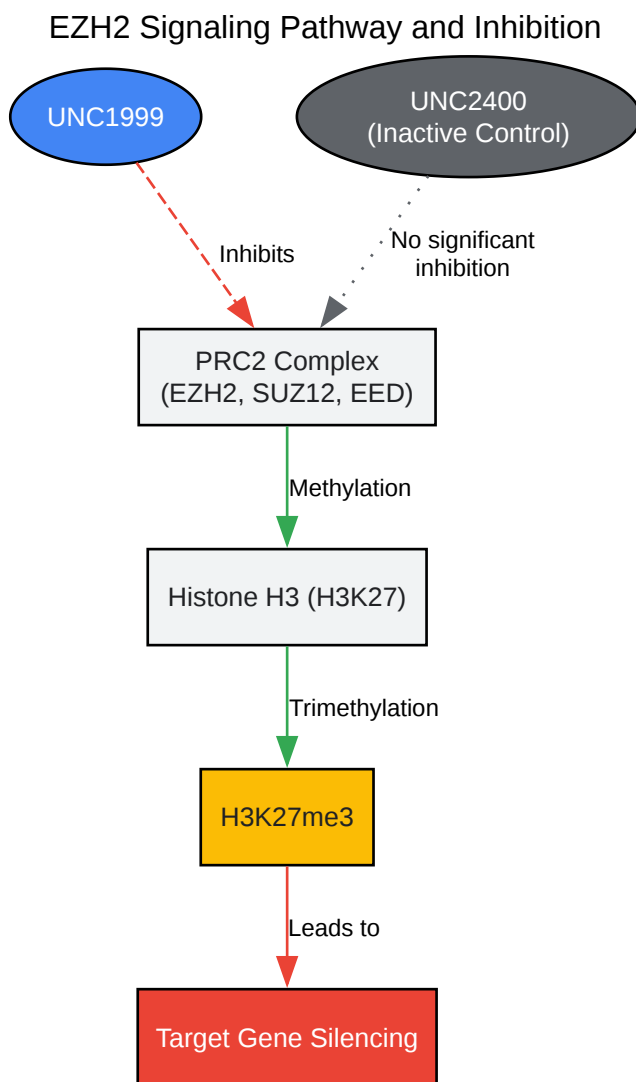 EZH2 Signaling Pathway and Inhibition
UNC1999
UNC2400
(Inactive Control)
Inhibits
No significant
inhibition
PRC2 Complex
(EZH2, SUZ12, EED)
Methylation
Histone H3 (H3K27)
Trimethylation
H3K27me3
Leads to
Target Gene Silencing